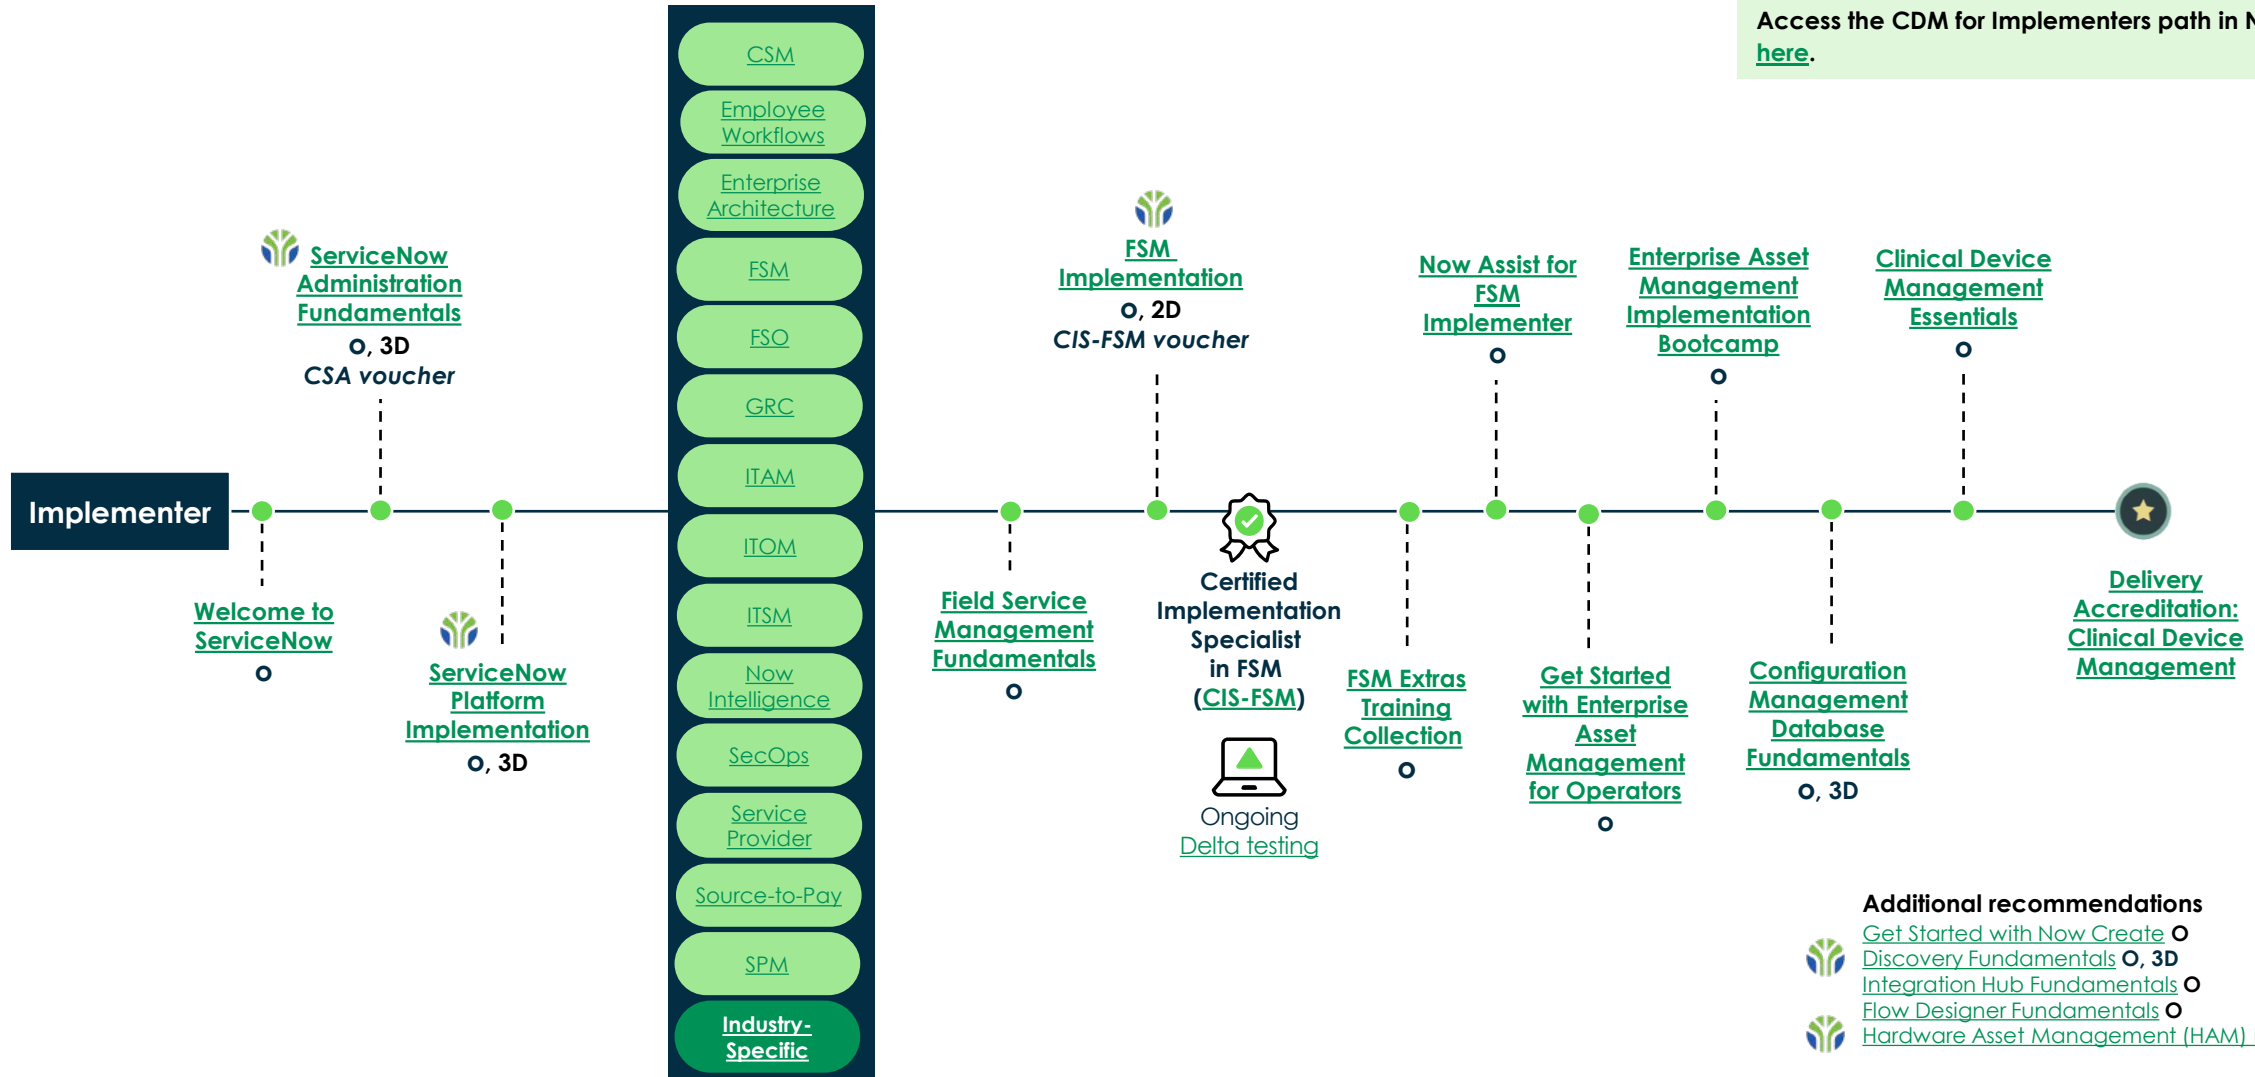 Access the CDM for Implementers path in
here.
CSM
Employee
Workflows
Enterprise
Architecture
FSM
FSO
GRC
ITAM
ITOM
ITSM
Now
Intelligence
SecOps
Service
Provider
Source-to-Pay
SPM
Industry-
Specific
Implementer
Welcome to
ServiceNow
O
ServiceNow
Administration
Fundamentals
O, 3D
CSA voucher
ServiceNow
Platform
Implementation
O, 3D
Field Service
Management
Fundamentals
O
FSM
Implementation
O, 2D
CIS-FSM voucher
Certified
Implementation
Specialist
in FSM
(CIS-FSM)
Ongoing
Delta testing
FSM Extras
Training
Collection
O
Now Assist for
FSM
Implementer
O
Get Started
with Enterprise
Asset
Management
for Operators
O
Enterprise Asset
Management
Implementation
Bootcamp
O
Configuration
Management
Database
Fundamentals
O, 3D
Clinical Device
Management
Essentials
O
Delivery
Accreditation:
Clinical Device
Management
Additional recommendations
Get Started with Now Create O
Discovery Fundamentals O, 3D
Integration Hub Fundamentals O
Flow Designer Fundamentals O
Hardware Asset Management (HAM)